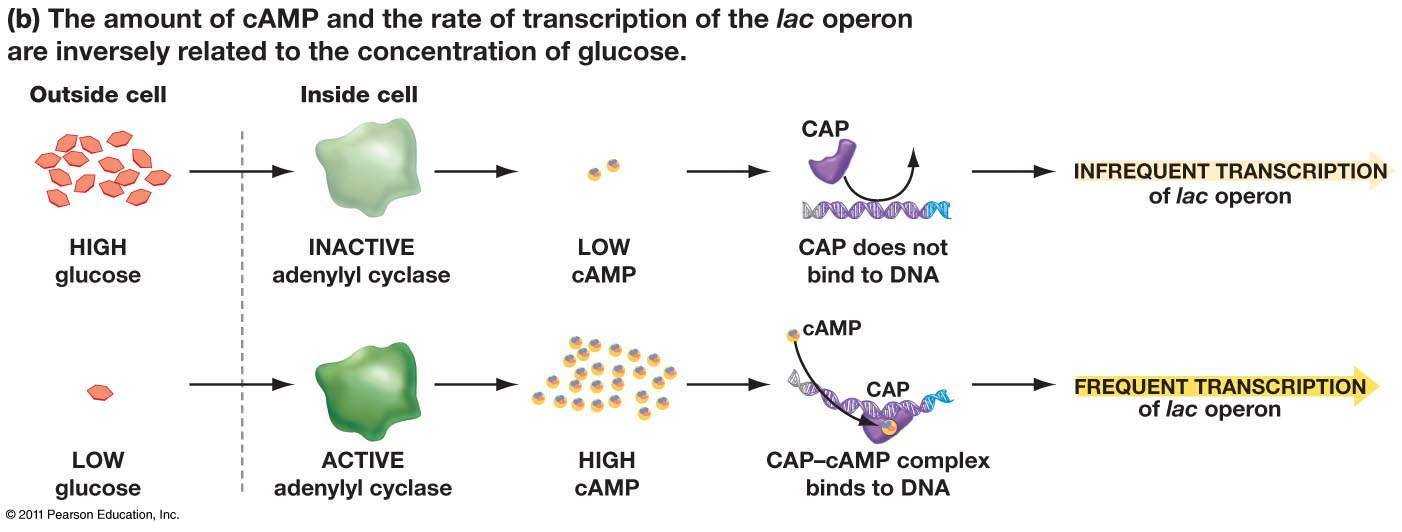 (b) The amount of cAMP and the rate of transcription of the lac operon
are inversely related to the concentration of glucose.
Outside cell
Inside cell
HIGH
glucose
INACTIVE
adenylyl cyclase
LOW
cAMP
CAP
CAP does not
bind to DNA
INFREQUENT TRANSCRIPTION
of lac operon
LOW
glucose
ACTIVE
adenylyl cyclase
HIGH
cAMP
cAMP
CAP
CAP–cAMP complex
binds to DNA
FREQUENT TRANSCRIPTION
of lac operon
© 2011 Pearson Education, Inc.